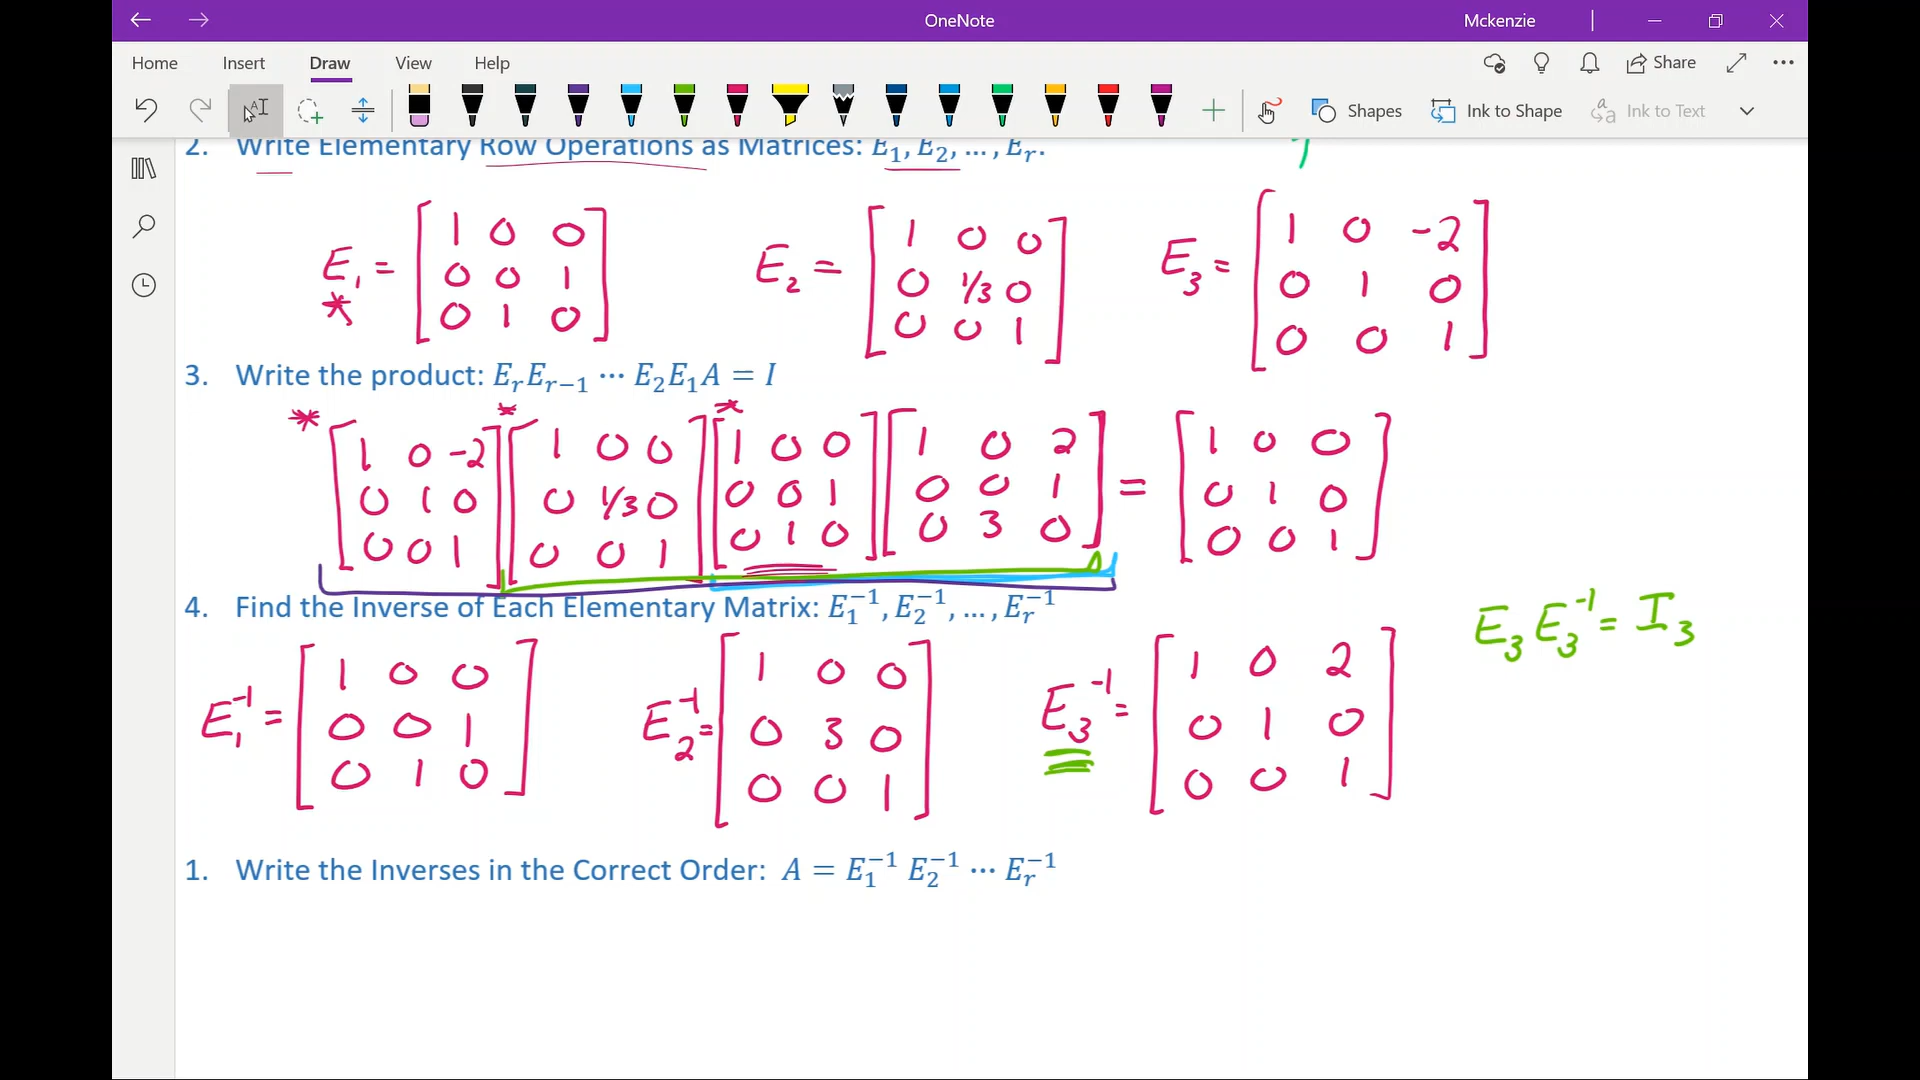 OneNote
Mckenzie
Home Insert Draw View Help
Share
Shapes Ink to Shape Ink to Text
2. Write Elementary Row Operations as Matrices: E₁, E₂, …, Eᵣ.
E₁ = [1 0 0; 0 0 1; 0 1 0] E₂ = [1 0 0; 0 1/3 0; 0 0 1] E₃ = [1 0 -2; 0 1 0; 0 0 1]
*
3. Write the product: EᵣEᵣ₋₁ ⋯ E₂E₁A = I
* * *
[1 0 -2; 0 1 0; 0 0 1] [1 0 0; 0 1/3 0; 0 0 1] [1 0 0; 0 0 1; 0 1 0] [1 0 2; 0 0 1; 0 3 0] = [1 0 0; 0 1 0; 0 0 1]
4. Find the Inverse of Each Elementary Matrix: E₁⁻¹, E₂⁻¹, …, Eᵣ⁻¹
E₃E₃⁻¹ = I₃
E₁⁻¹ = [1 0 0; 0 0 1; 0 1 0] E₂⁻¹ = [1 0 0; 0 3 0; 0 0 1] E₃⁻¹ = [1 0 2; 0 1 0; 0 0 1]
1. Write the Inverses in the Correct Order: A = E₁⁻¹ E₂⁻¹ ⋯ Eᵣ⁻¹